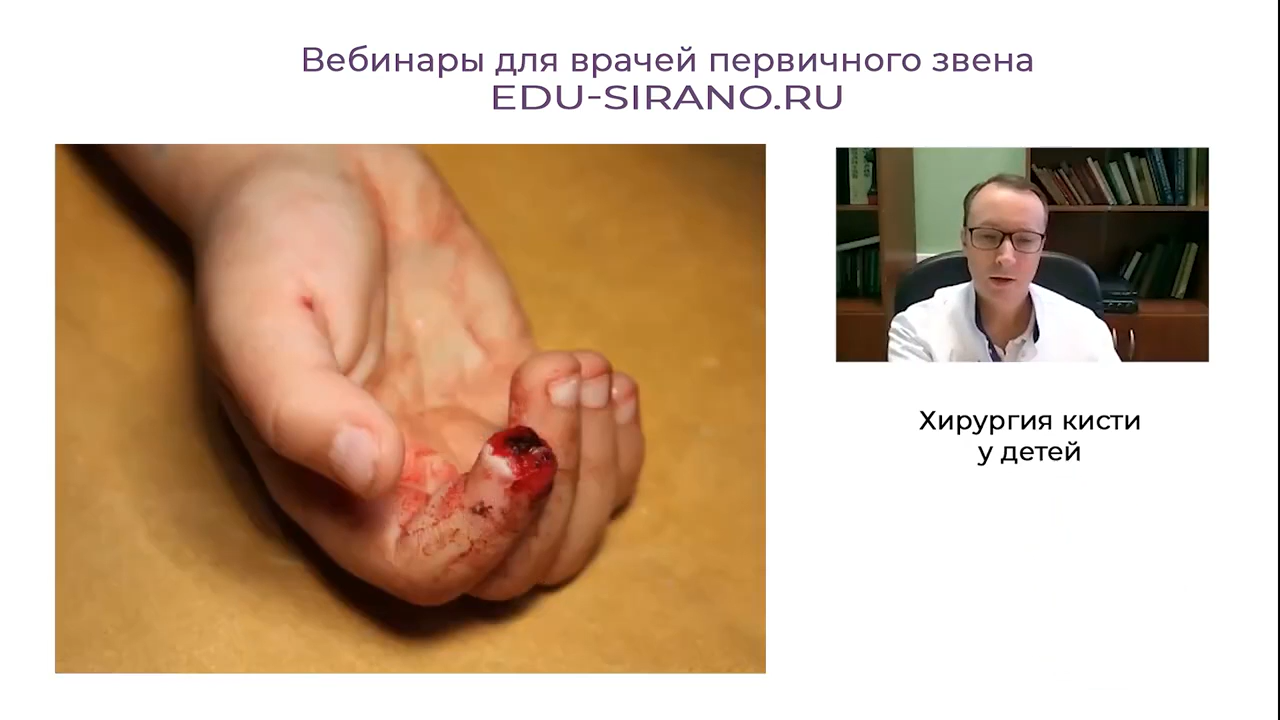 Вебинары для врачей первичного звена
EDU-SIRANO.RU
Хирургия кисти
у детей